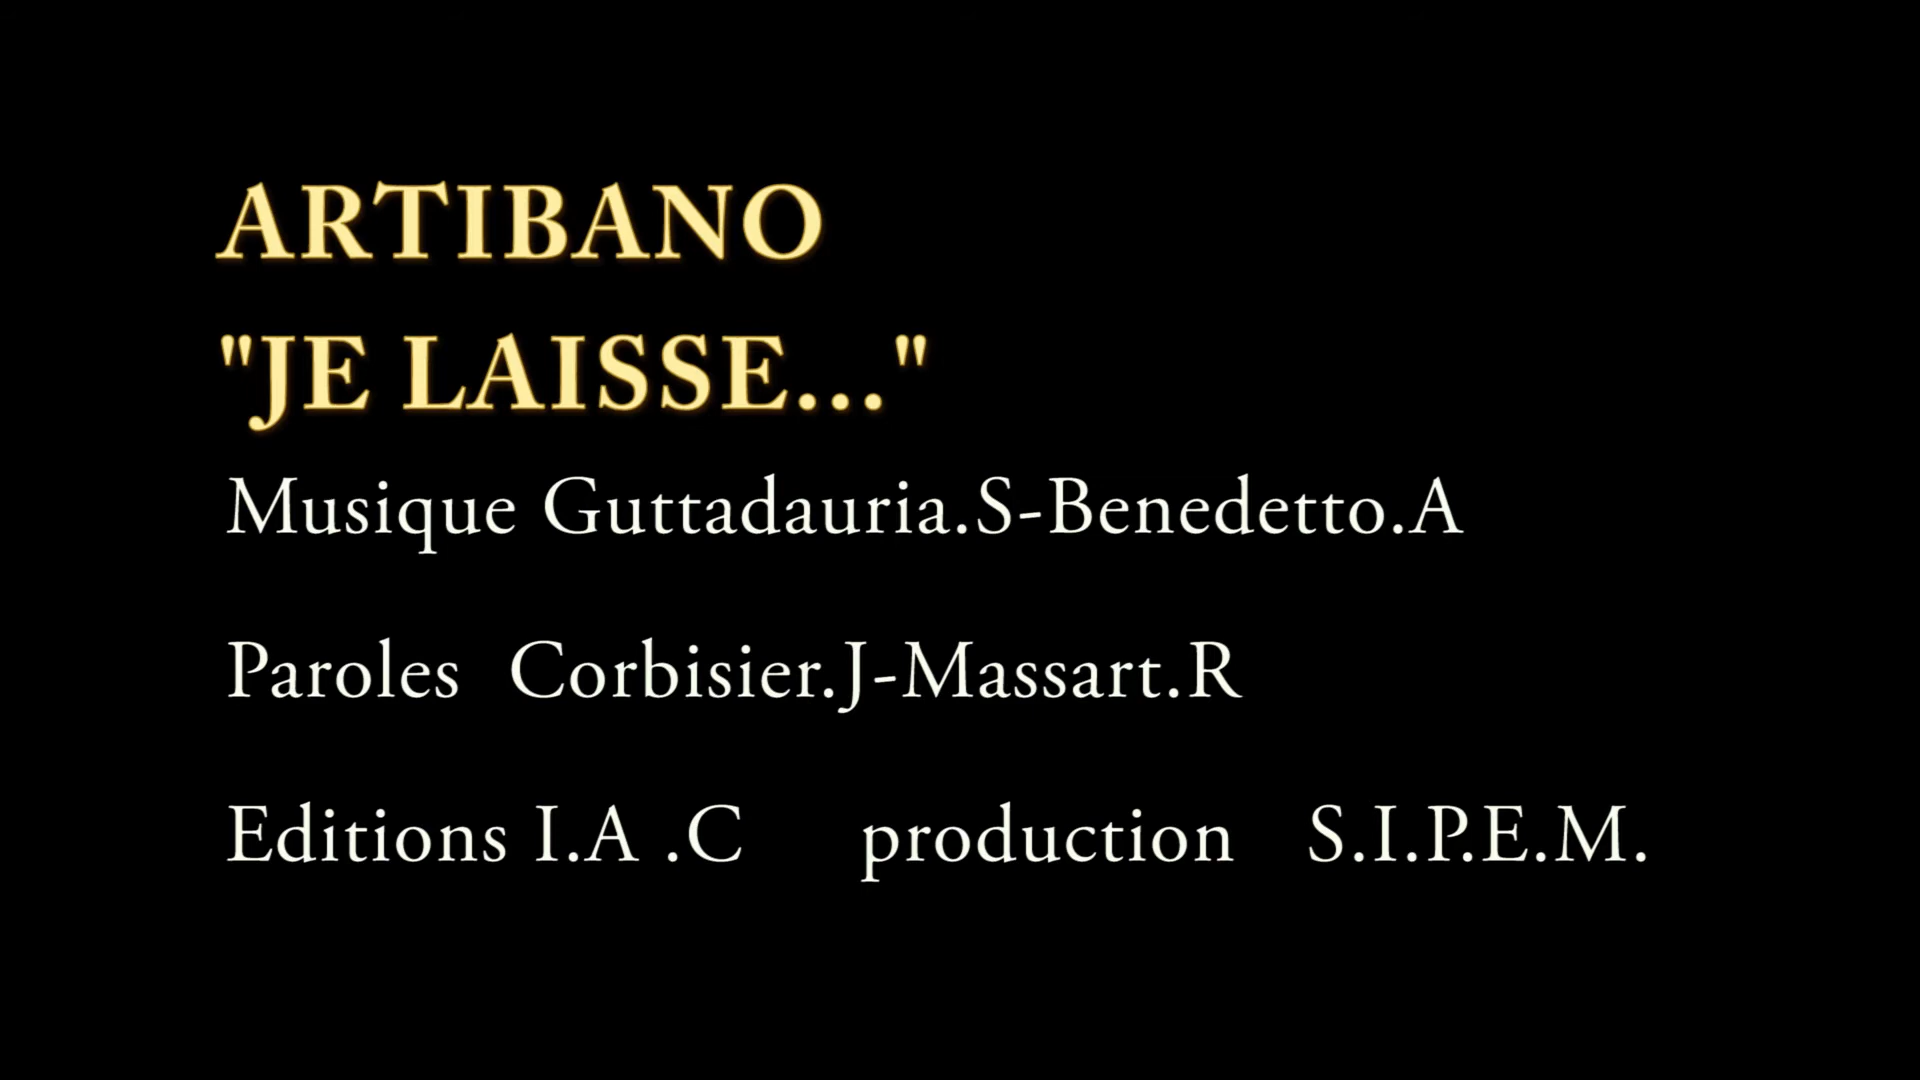 ARTIBANO
"JE LAISSE..."
Musique Guttadauria.S-Benedetto.A
Paroles Corbisier.J-Massart.R
Editions I.A .C production S.I.P.E.M.